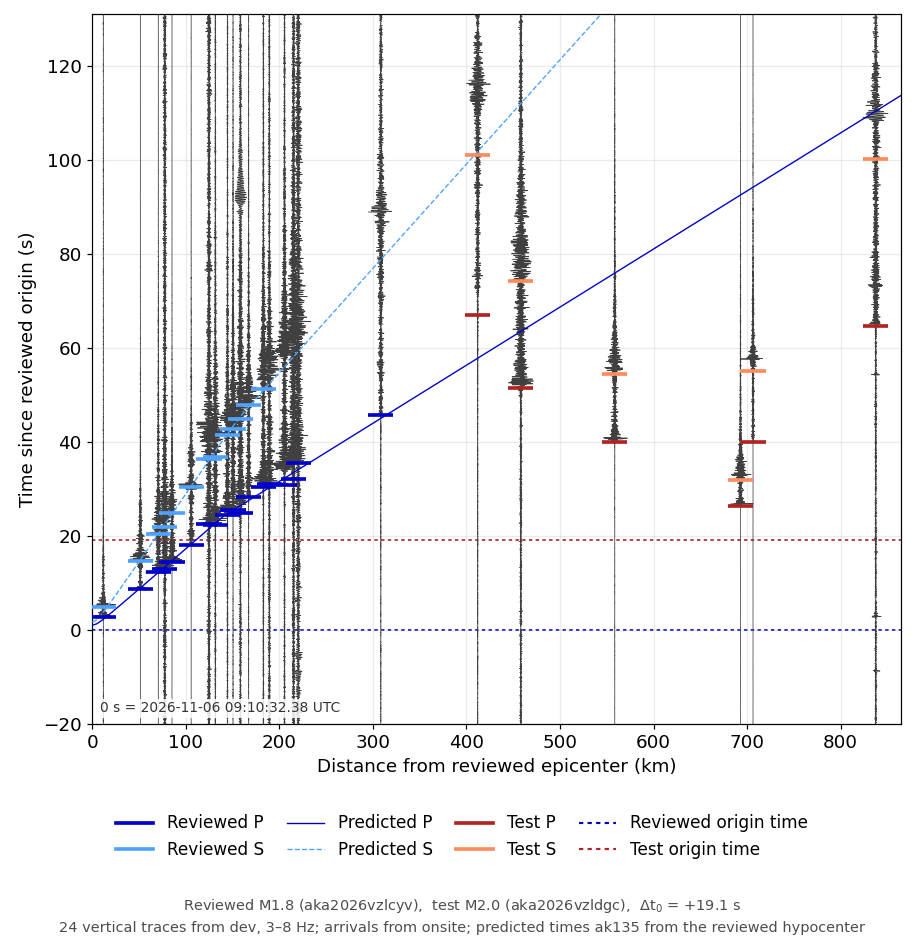 120
100
80
60
40
20
0
−20
Time since reviewed origin (s)
0 s = 2026-11-06 09:10:32.38 UTC
0 100 200 300 400 500 600 700 800
Distance from reviewed epicenter (km)
Reviewed P Predicted P Test P Reviewed origin time
Reviewed S Predicted S Test S Test origin time
Reviewed M1.8 (aka2026vzlcyv), test M2.0 (aka2026vzldgc), Δt₀ = +19.1 s
24 vertical traces from dev, 3–8 Hz; arrivals from onsite; predicted times ak135 from the reviewed hypocenter